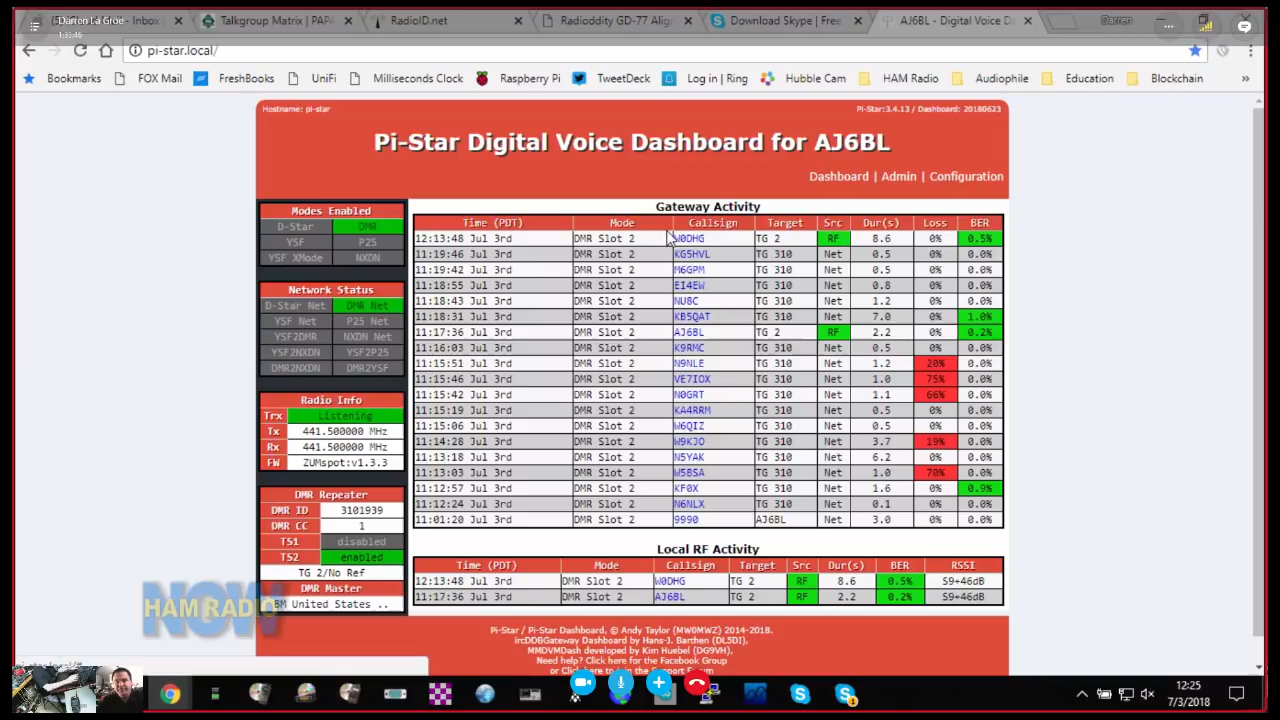 (Darren La Groe
1:35:46
- Inbox
Talkgroup Matrix | PAPA
RadioID.net
Radioddity GD-77 Alig
Download Skype | Free
AJ6BL - Digital Voice D
Darren
pi-star.local/
Bookmarks
FOX Mail
FreshBooks
UniFi
Milliseconds Clock
Raspberry Pi
TweetDeck
Log in | Ring
Hubble Cam
HAM Radio
Audiophile
Education
Blockchain
»
Hostname: pi-star
Pi-Star:3.4.13 / Dashboard: 20180623
Pi-Star Digital Voice Dashboard for AJ6BL
Dashboard | Admin | Configuration
Modes Enabled
D-Star DMR
YSF P25
YSF XMode NXDN
Network Status
D-Star Net DMR Net
YSF Net P25 Net
YSF2DMR NXDN Net
YSF2NXDN YSF2P25
DMR2NXDN DMR2YSF
Radio Info
Trx Listening
Tx 441.500000 MHz
Rx 441.500000 MHz
FW ZUMspot:v1.3.3
DMR Repeater
DMR ID 3101939
DMR CC 1
TS1 disabled
TS2 enabled
TG 2/No Ref
DMR Master
BM United States ..
Gateway Activity
Time (PDT) Mode Callsign Target Src Dur(s) Loss BER
12:13:48 Jul 3rd DMR Slot 2 W0DHG TG 2 RF 8.6 0% 0.5%
11:19:46 Jul 3rd DMR Slot 2 KG5HVL TG 310 Net 0.5 0% 0.0%
11:19:42 Jul 3rd DMR Slot 2 M6GPM TG 310 Net 0.5 0% 0.0%
11:18:55 Jul 3rd DMR Slot 2 EI4EW TG 310 Net 0.8 0% 0.0%
11:18:43 Jul 3rd DMR Slot 2 NU8C TG 310 Net 1.2 0% 0.0%
11:18:31 Jul 3rd DMR Slot 2 KB5QAT TG 310 Net 7.0 0% 1.0%
11:17:36 Jul 3rd DMR Slot 2 AJ6BL TG 2 RF 2.2 0% 0.2%
11:16:03 Jul 3rd DMR Slot 2 K9RMC TG 310 Net 0.5 0% 0.0%
11:15:51 Jul 3rd DMR Slot 2 N9NLE TG 310 Net 1.2 20% 0.0%
11:15:46 Jul 3rd DMR Slot 2 VE7IOX TG 310 Net 1.0 75% 0.0%
11:15:42 Jul 3rd DMR Slot 2 N0GRT TG 310 Net 1.1 66% 0.0%
11:15:19 Jul 3rd DMR Slot 2 KA4RRM TG 310 Net 0.5 0% 0.0%
11:15:06 Jul 3rd DMR Slot 2 W6QIZ TG 310 Net 0.5 0% 0.0%
11:14:28 Jul 3rd DMR Slot 2 W9KJO TG 310 Net 3.7 19% 0.0%
11:13:18 Jul 3rd DMR Slot 2 N5YAK TG 310 Net 6.2 0% 0.0%
11:13:03 Jul 3rd DMR Slot 2 W5BSA TG 310 Net 1.0 70% 0.0%
11:12:57 Jul 3rd DMR Slot 2 KF0X TG 310 Net 1.6 0% 0.9%
11:12:24 Jul 3rd DMR Slot 2 N6NLX TG 310 Net 0.1 0% 0.0%
11:01:20 Jul 3rd DMR Slot 2 9990 AJ6BL Net 3.0 0% 0.0%
Local RF Activity
Time (PDT) Mode Callsign Target Src Dur(s) BER RSSI
12:13:48 Jul 3rd DMR Slot 2 W0DHG TG 2 RF 8.6 0.5% S9+46dB
11:17:36 Jul 3rd DMR Slot 2 AJ6BL TG 2 RF 2.2 0.2% S9+46dB
Pi-Star / Pi-Star Dashboard, © Andy Taylor (MW0MWZ) 2014-2018.
ircDDBGateway Dashboard by Hans-J. Barthen (DL5DI),
MMDVMDash developed by Kim Huebel (DG9VH),
Need help? Click here for the Facebook Group
or Click here to join the Support Forum
NOW
HAMRADIO
12:25
7/3/2018